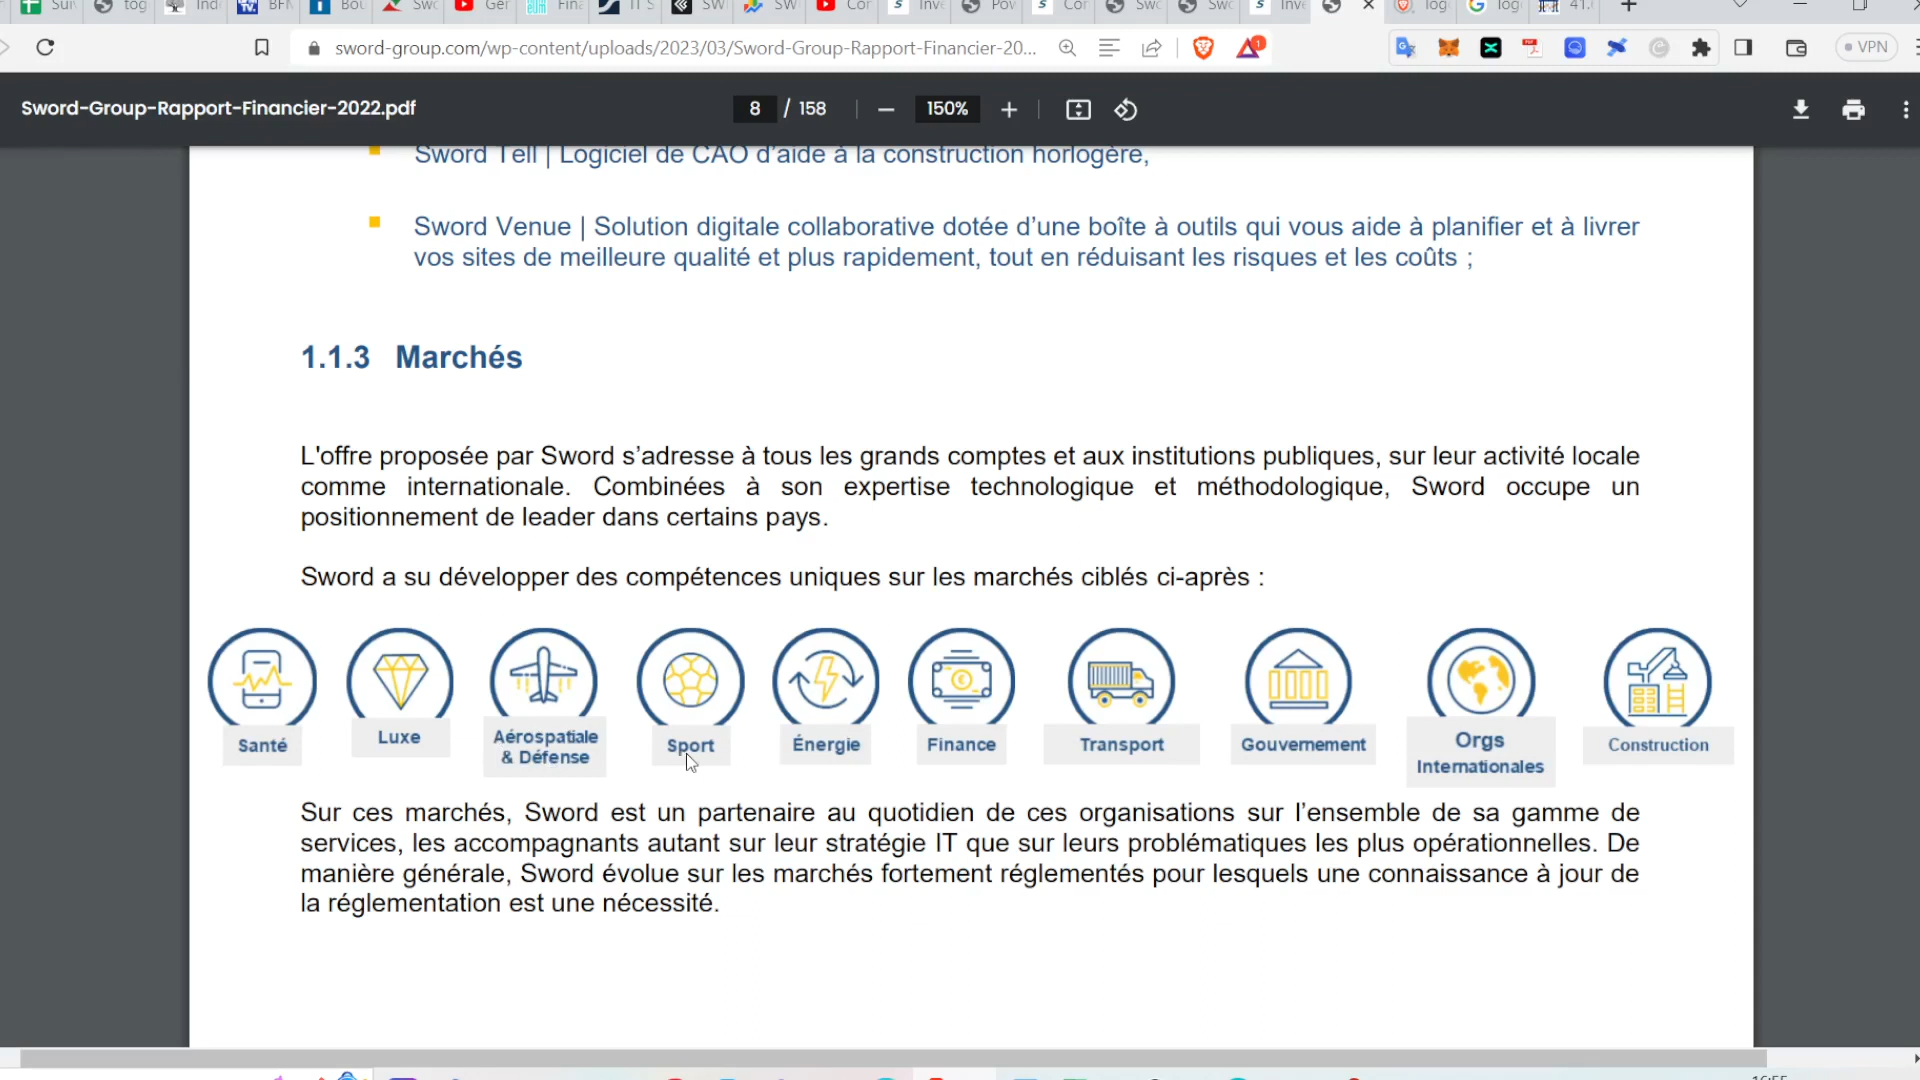 sword-group.com/wp-content/uploads/2023/03/Sword-Group-Rapport-Financier-20...
VPN
Sword-Group-Rapport-Financier-2022.pdf
8 / 158
150%
Sword Tell | Logiciel de CAO d’aide à la construction horlogère,
Sword Venue | Solution digitale collaborative dotée d’une boîte à outils qui vous aide à planifier et à livrer
vos sites de meilleure qualité et plus rapidement, tout en réduisant les risques et les coûts ;
1.1.3 Marchés
L'offre proposée par Sword s’adresse à tous les grands comptes et aux institutions publiques, sur leur activité locale
comme internationale. Combinées à son expertise technologique et méthodologique, Sword occupe un
positionnement de leader dans certains pays.
Sword a su développer des compétences uniques sur les marchés ciblés ci-après :
Santé
Luxe
Aérospatiale
& Défense
Sport
Énergie
Finance
Transport
Gouvernement
Orgs
Internationales
Construction
Sur ces marchés, Sword est un partenaire au quotidien de ces organisations sur l’ensemble de sa gamme de
services, les accompagnants autant sur leur stratégie IT que sur leurs problématiques les plus opérationnelles. De
manière générale, Sword évolue sur les marchés fortement réglementés pour lesquels une connaissance à jour de
la réglementation est une nécessité.